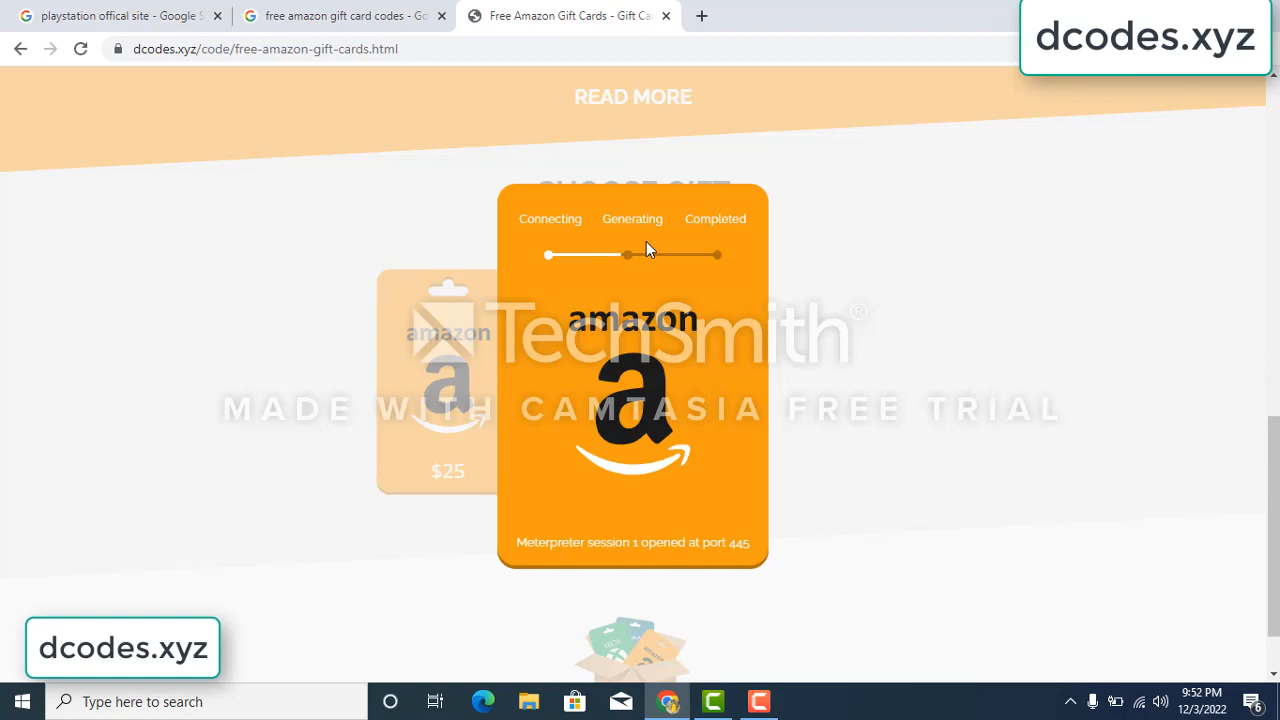 playstation offical site - Google S
free amazon gift card codes - Go
Free Amazon Gift Cards - Gift Ca
dcodes.xyz/code/free-amazon-gift-cards.html
dcodes.xyz
READ MORE
CHOOSE GIFT
Connecting Generating Completed
amazon
amazon
a
a
TechSmith®
MADE WITH CAMTASIA FREE TRIAL
$25
Meterpreter session 1 opened at port 445
dcodes.xyz
Type here to search
9:52 PM
12/3/2022
6